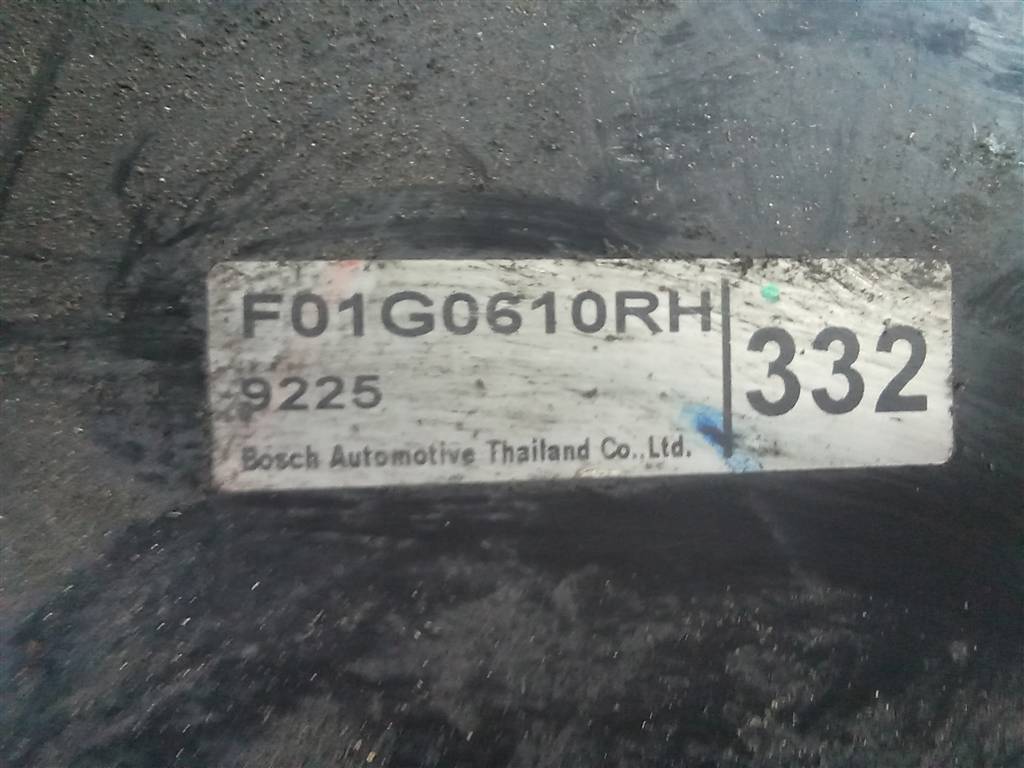 F01G0610RH
332
9225
Bosch Automotive Thailand Co.,Ltd.